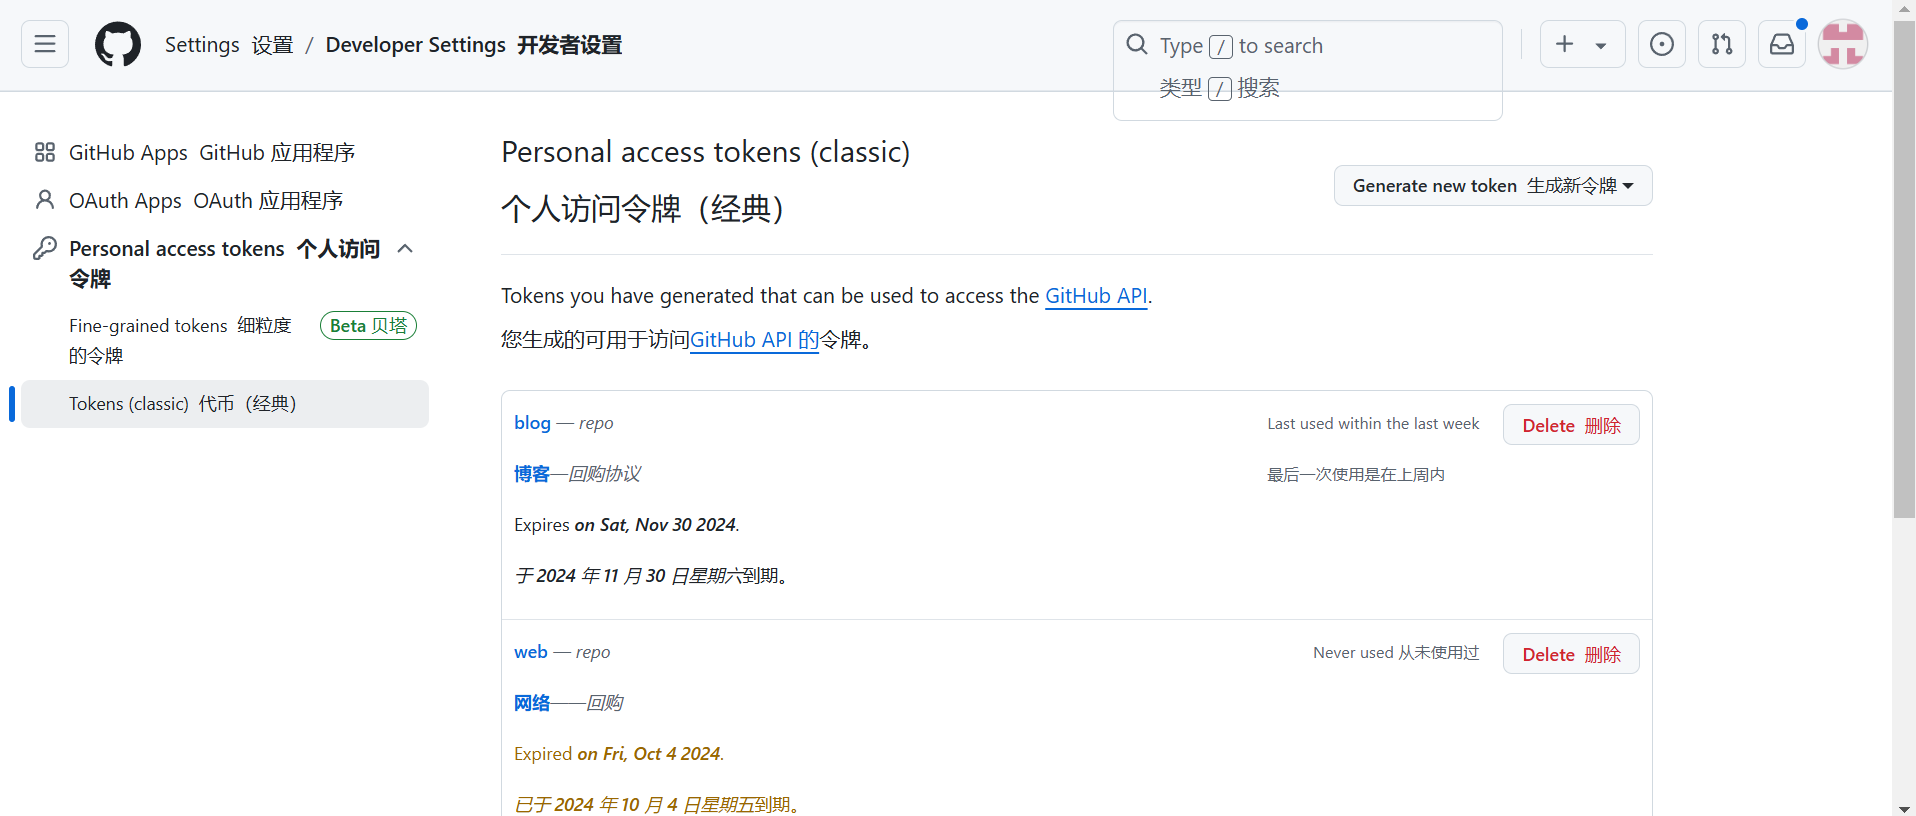 Settings 设置 / Developer Settings 开发者设置
Type / to search
类型 / 搜索
GitHub Apps GitHub 应用程序
OAuth Apps OAuth 应用程序
Personal access tokens 个人访问
令牌
Fine-grained tokens 细粒度
的令牌
Beta 贝塔
Tokens (classic) 代币（经典）
Personal access tokens (classic)
个人访问令牌（经典）
Generate new token 生成新令牌
Tokens you have generated that can be used to access the GitHub API.
您生成的可用于访问GitHub API 的令牌。
blog — repo
Last used within the last week
Delete 删除
博客—回购协议
最后一次使用是在上周内
Expires on Sat, Nov 30 2024.
于 2024 年 11 月 30 日星期六到期。
web — repo
Never used 从未使用过
Delete 删除
网络——回购
Expired on Fri, Oct 4 2024.
已于 2024 年 10 月 4 日星期五到期。